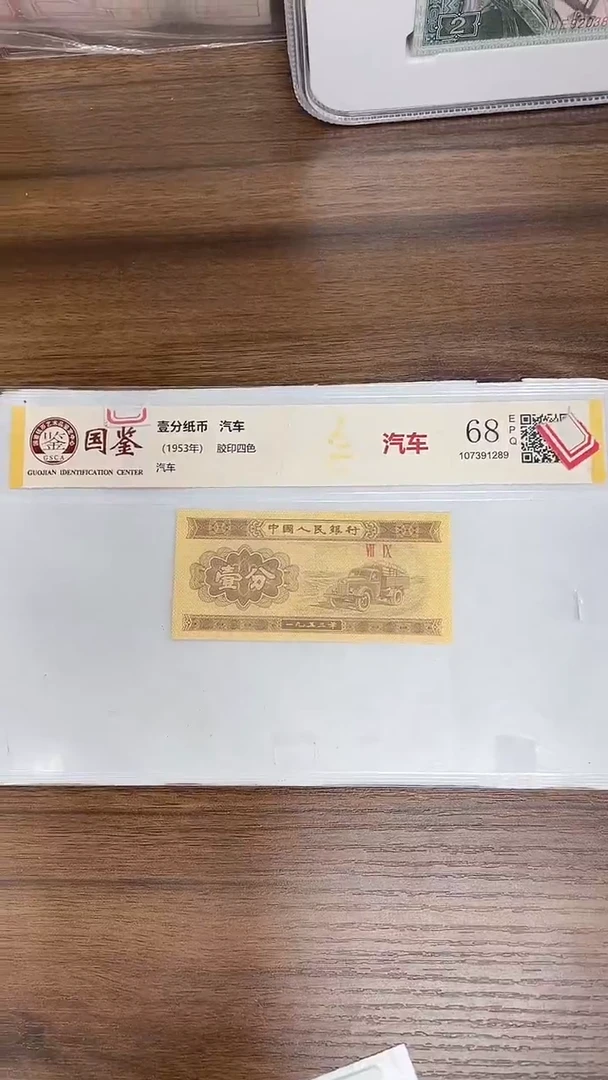 2
国鉴
GSCA
GUOJIAN IDENTIFICATION CENTER
壹分纸币 汽车
(1953年) 胶印四色
汽车
汽车
68
EPQ
107391289
中國人民銀行
VII IX
壹分
一九五三年